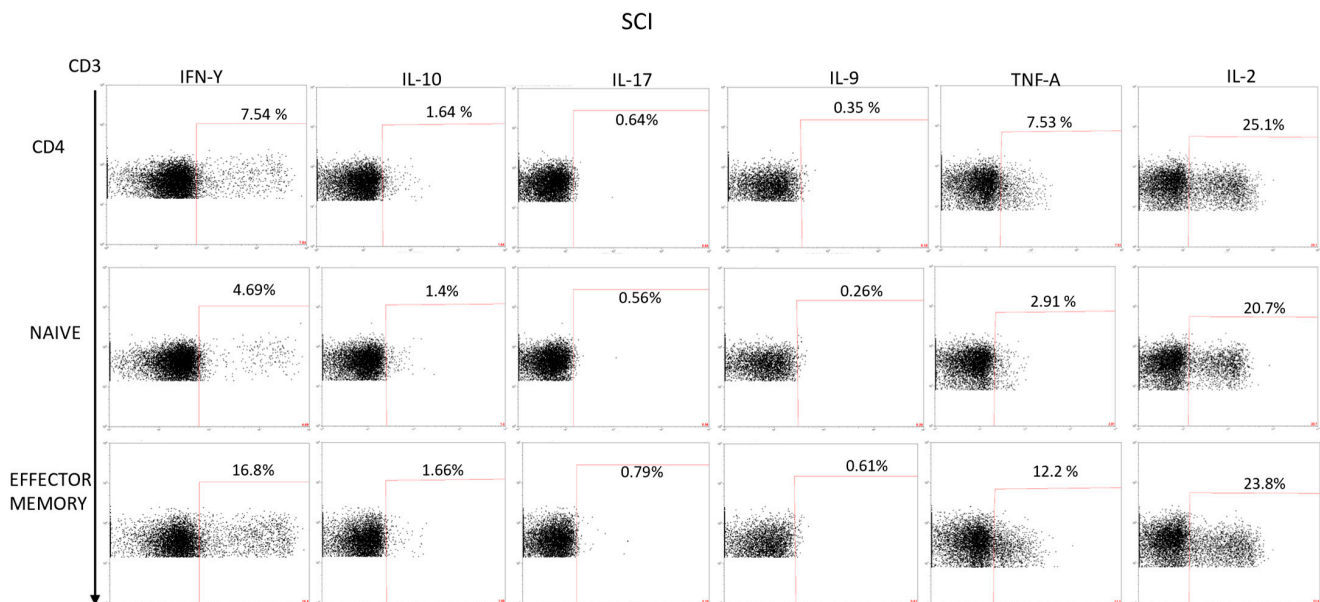 SCI
CD3
IFN-Y
IL-10
IL-17
IL-9
TNF-A
IL-2
CD4
7.54 %
1.64 %
0.64%
0.35 %
7.53 %
25.1%
NAIVE
4.69%
1.4%
0.56%
0.26%
2.91 %
20.7%
EFFECTOR
MEMORY
16.8%
1.66%
0.79%
0.61%
12.2 %
23.8%